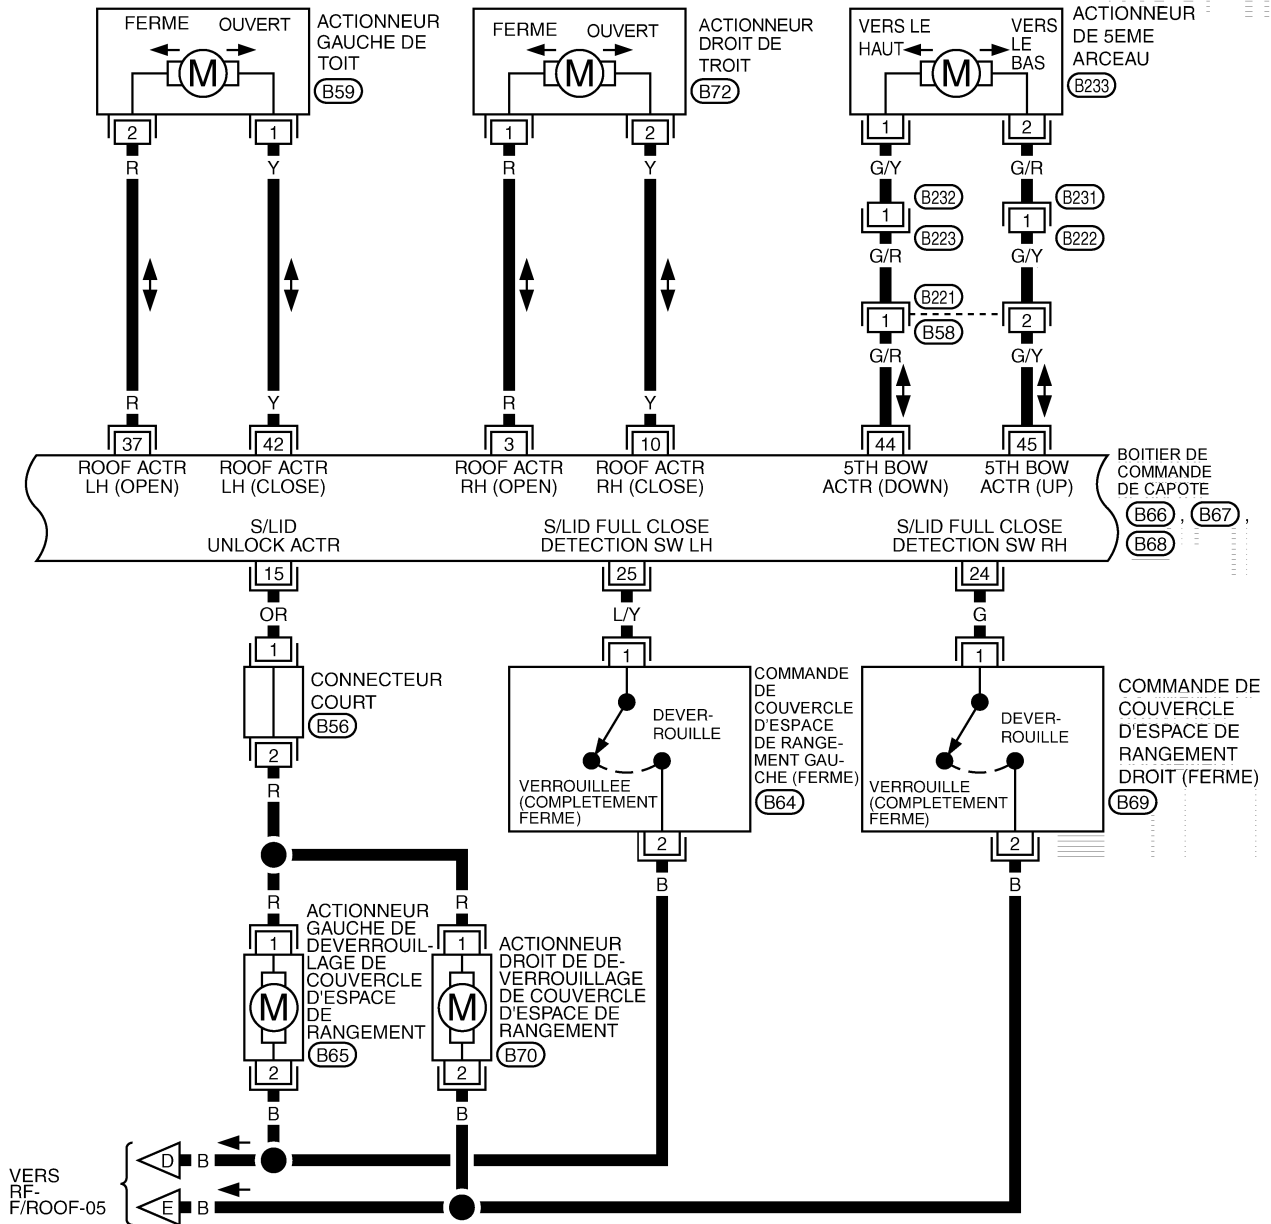 FERME
OUVERT
M
ACTIONNEUR
GAUCHE DE
TOIT
B59
FERME
OUVERT
M
ACTIONNEUR
DROIT DE
TROIT
B72
VERS LE
HAUT
VERS
LE
BAS
M
ACTIONNEUR
DE 5EME
ARCEAU
B233
2
1
1
2
1
2
R
Y
R
Y
G/Y
G/R
B232
B231
1
1
B223
B222
G/R
G/Y
B221
1
2
B58
G/R
G/Y
R
Y
R
Y
37
42
3
10
44
45
ROOF ACTR
LH (OPEN)
ROOF ACTR
LH (CLOSE)
ROOF ACTR
RH (OPEN)
ROOF ACTR
RH (CLOSE)
5TH BOW
ACTR (DOWN)
5TH BOW
ACTR (UP)
BOITIER DE
COMMANDE
DE CAPOTE
B66 , B67 ,
B68
S/LID
UNLOCK ACTR
S/LID FULL CLOSE
DETECTION SW LH
S/LID FULL CLOSE
DETECTION SW RH
15
25
24
OR
L/Y
G
1
1
1
CONNECTEUR
COURT
B56
2
DEVER-
ROUILLE
VERROUILLEE
(COMPLETEMENT
FERME)
COMMANDE
DE
COUVERCLE
D'ESPACE
DE RANGE-
MENT GAU-
CHE (FERME)
B64
DEVER-
ROUILLE
VERROUILLE
(COMPLETEMENT
FERME)
COMMANDE DE
COUVERCLE
D'ESPACE DE
RANGEMENT
DROIT (FERME)
B69
R
2
2
B
B
R
R
1
1
M
M
ACTIONNEUR
GAUCHE DE
DEVERROUIL-
LAGE DE
COUVERCLE
D'ESPACE
DE
RANGEMENT
B65
ACTIONNEUR
DROIT DE DE-
VERROUILLAGE
DE COUVERCLE
D'ESPACE DE
RANGEMENT
B70
2
2
B
B
D
B
E
B
VERS
RF-
F/ROOF-05